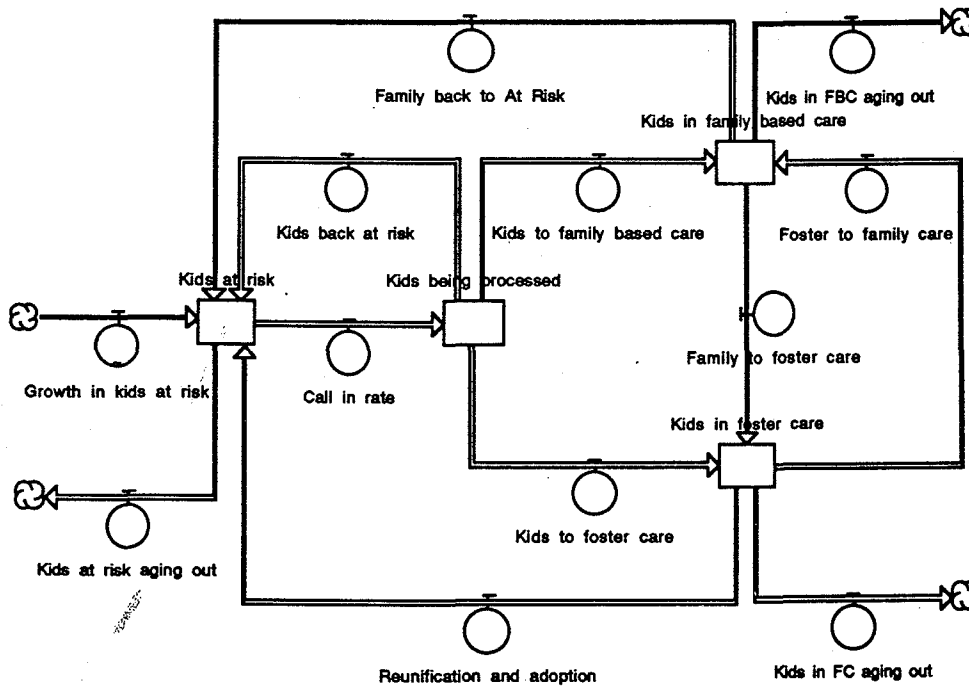 Family back to At Risk
Kids in FBC aging out
Kids in family based care
Kids back at risk
Kids to family based care
Foster to family care
Kids at risk
Kids being processed
Growth in kids at risk
Call in rate
Family to foster care
Kids in foster care
Kids to foster care
Kids at risk aging out
Reunification and adoption
Kids in FC aging out